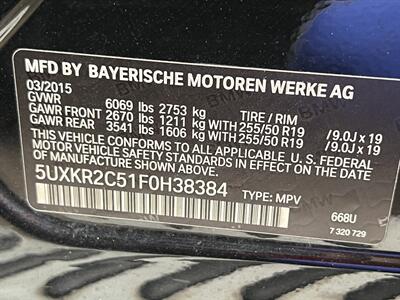 MFD BY BAYERISCHE MOTOREN WERKE AG
03/2015
GVWR 6069 lbs 2753 kg TIRE / RIM
GAWR FRONT 2670 lbs 1211 kg WITH 255/50 R19 /9.0J x 19
GAWR REAR 3541 lbs 1606 kg WITH 255/50 R19 /9.0J x 19
THIS VEHICLE CONFORMS TO ALL APPLICABLE U. S. FEDERAL
MOTOR VEHICLE SAFETY STANDARDS IN EFFECT ON THE DATE OF
MANUFACTURE SHOWN ABOVE.
5UXKR2C51F0H38384 TYPE: MPV
668U
7 320 729